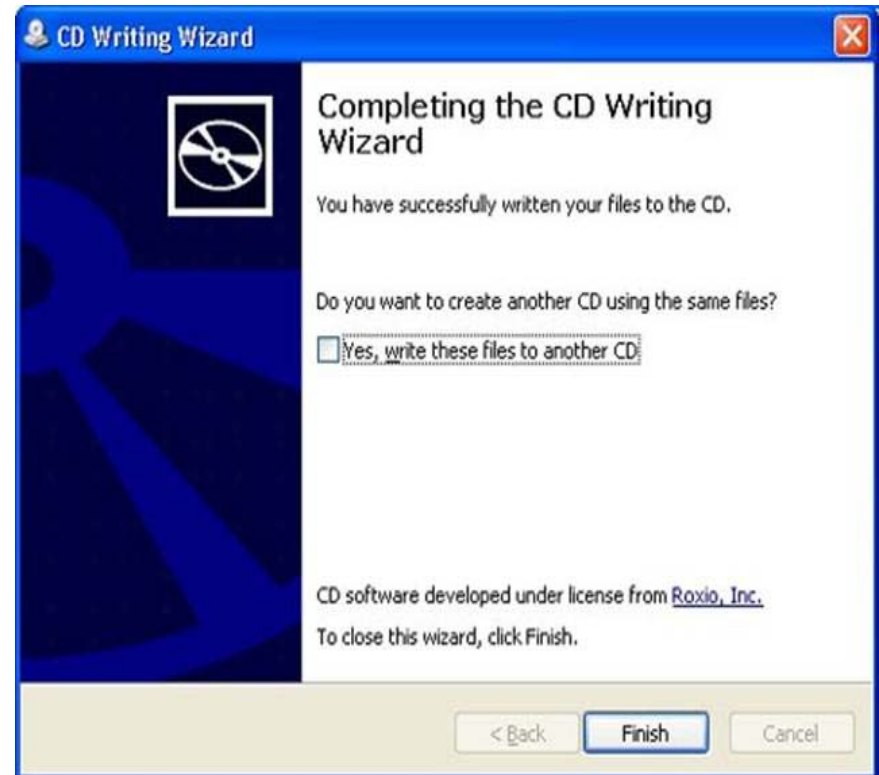 CD Writing Wizard
Completing the CD Writing
Wizard
You have successfully written your files to the CD.
Do you want to create another CD using the same files?
Yes, write these files to another CD
CD software developed under license from Roxio, Inc.
To close this wizard, click Finish.
< Back Finish Cancel